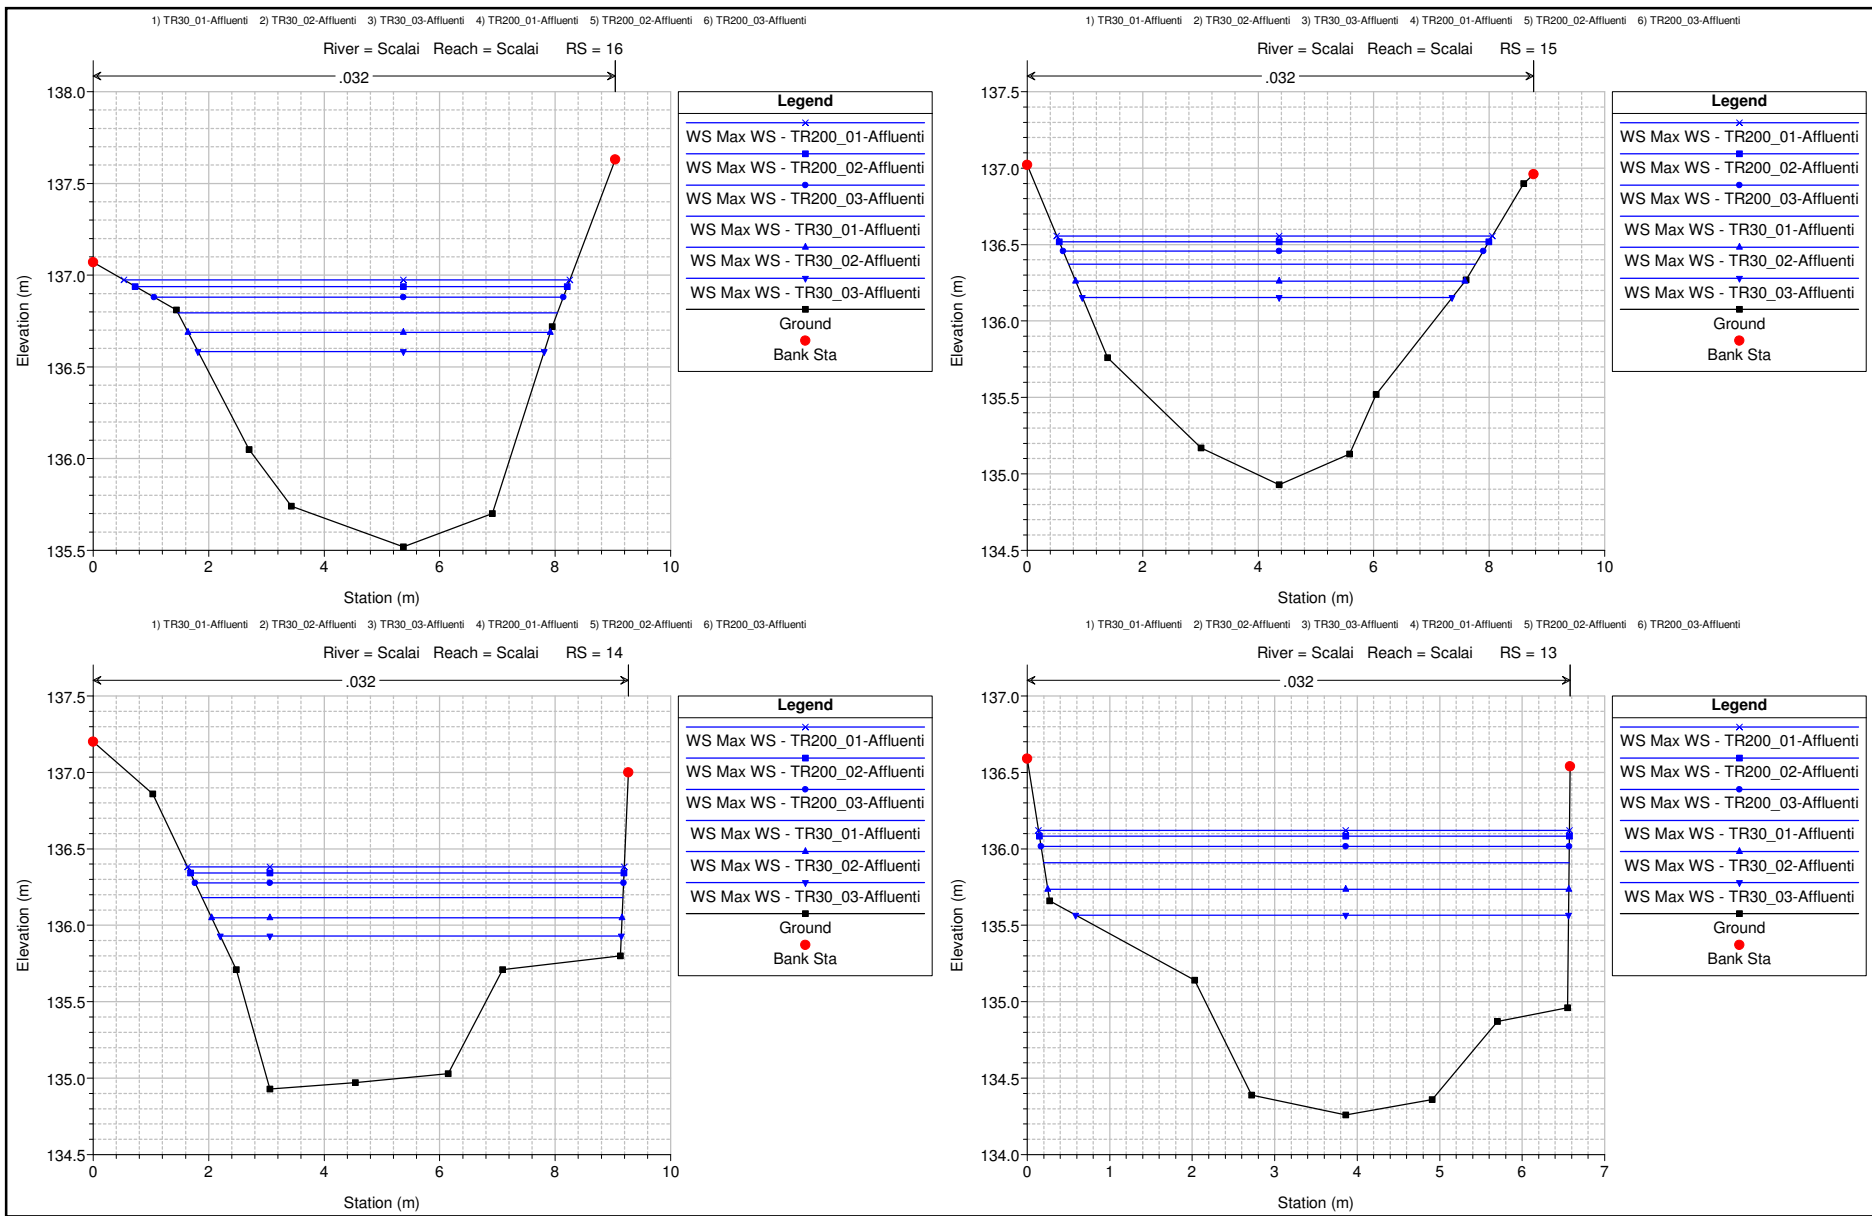 1) TR30_01-Affluenti 2) TR30_02-Affluenti 3) TR30_03-Affluenti 4) TR200_01-Affluenti 5) TR200_02-Affluenti 6) TR200_03-Affluenti
River = Scalai Reach = Scalai RS = 16
.032
138.0
137.5
137.0
136.5
136.0
135.5
Elevation (m)
0 2 4 6 8 10
Station (m)
Legend
WS Max WS - TR200_01-Affluenti
WS Max WS - TR200_02-Affluenti
WS Max WS - TR200_03-Affluenti
WS Max WS - TR30_01-Affluenti
WS Max WS - TR30_02-Affluenti
WS Max WS - TR30_03-Affluenti
Ground
Bank Sta
1) TR30_01-Affluenti 2) TR30_02-Affluenti 3) TR30_03-Affluenti 4) TR200_01-Affluenti 5) TR200_02-Affluenti 6) TR200_03-Affluenti
River = Scalai Reach = Scalai RS = 15
.032
137.5
137.0
136.5
136.0
135.5
135.0
134.5
Elevation (m)
0 2 4 6 8 10
Station (m)
Legend
WS Max WS - TR200_01-Affluenti
WS Max WS - TR200_02-Affluenti
WS Max WS - TR200_03-Affluenti
WS Max WS - TR30_01-Affluenti
WS Max WS - TR30_02-Affluenti
WS Max WS - TR30_03-Affluenti
Ground
Bank Sta
1) TR30_01-Affluenti 2) TR30_02-Affluenti 3) TR30_03-Affluenti 4) TR200_01-Affluenti 5) TR200_02-Affluenti 6) TR200_03-Affluenti
River = Scalai Reach = Scalai RS = 14
.032
137.5
137.0
136.5
136.0
135.5
135.0
134.5
Elevation (m)
0 2 4 6 8 10
Station (m)
Legend
WS Max WS - TR200_01-Affluenti
WS Max WS - TR200_02-Affluenti
WS Max WS - TR200_03-Affluenti
WS Max WS - TR30_01-Affluenti
WS Max WS - TR30_02-Affluenti
WS Max WS - TR30_03-Affluenti
Ground
Bank Sta
1) TR30_01-Affluenti 2) TR30_02-Affluenti 3) TR30_03-Affluenti 4) TR200_01-Affluenti 5) TR200_02-Affluenti 6) TR200_03-Affluenti
River = Scalai Reach = Scalai RS = 13
.032
137.0
136.5
136.0
135.5
135.0
134.5
134.0
Elevation (m)
0 1 2 3 4 5 6 7
Station (m)
Legend
WS Max WS - TR200_01-Affluenti
WS Max WS - TR200_02-Affluenti
WS Max WS - TR200_03-Affluenti
WS Max WS - TR30_01-Affluenti
WS Max WS - TR30_02-Affluenti
WS Max WS - TR30_03-Affluenti
Ground
Bank Sta